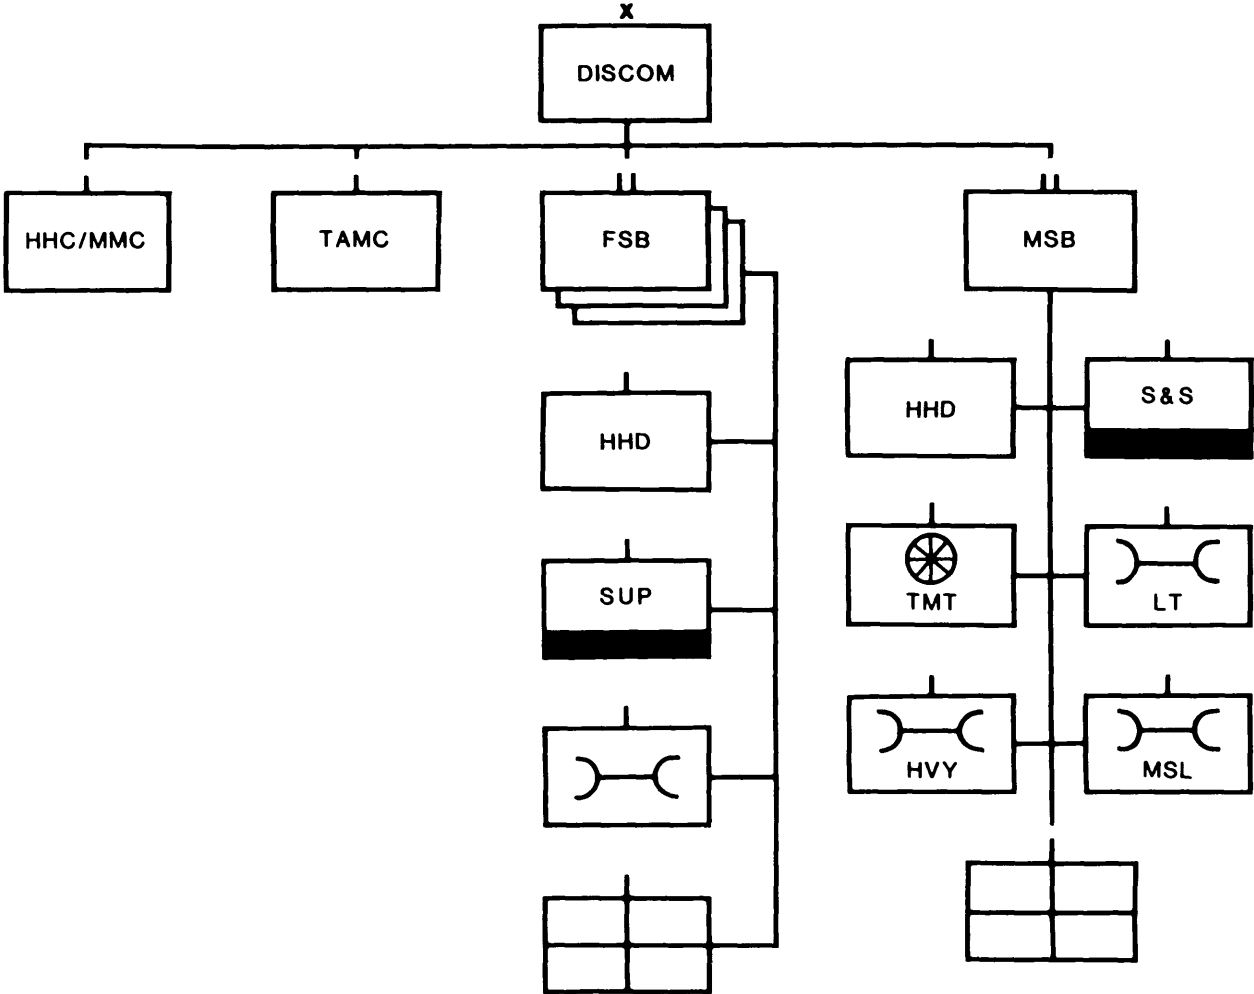 X
DISCOM
HHC/MMC
TAMC
FSB
MSB
HHD
SUP
HHD
S&S
TMT
LT
HVY
MSL